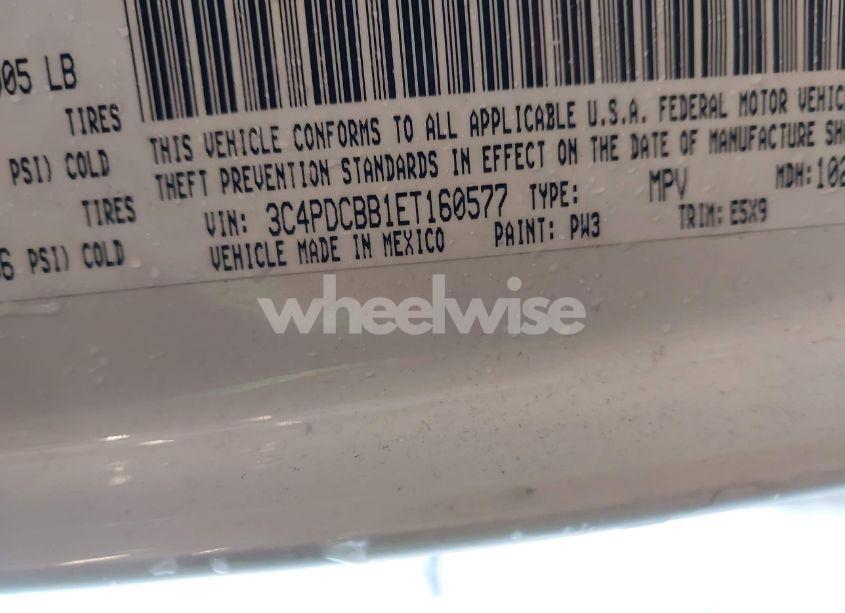 005 LB
TIRES
PSI) COLD
TIRES
6 PSI) COLD
THIS VEHICLE CONFORMS TO ALL APPLICABLE U.S.A. FEDERAL MOTOR VEHIC
THEFT PREVENTION STANDARDS IN EFFECT ON THE DATE OF MANUFACTURE SH
VIN: 3C4PDCBB1ET160577 TYPE: MPV MDH:102
VEHICLE MADE IN MEXICO PAINT: PW3 TRIM: E5X9
wheelwise